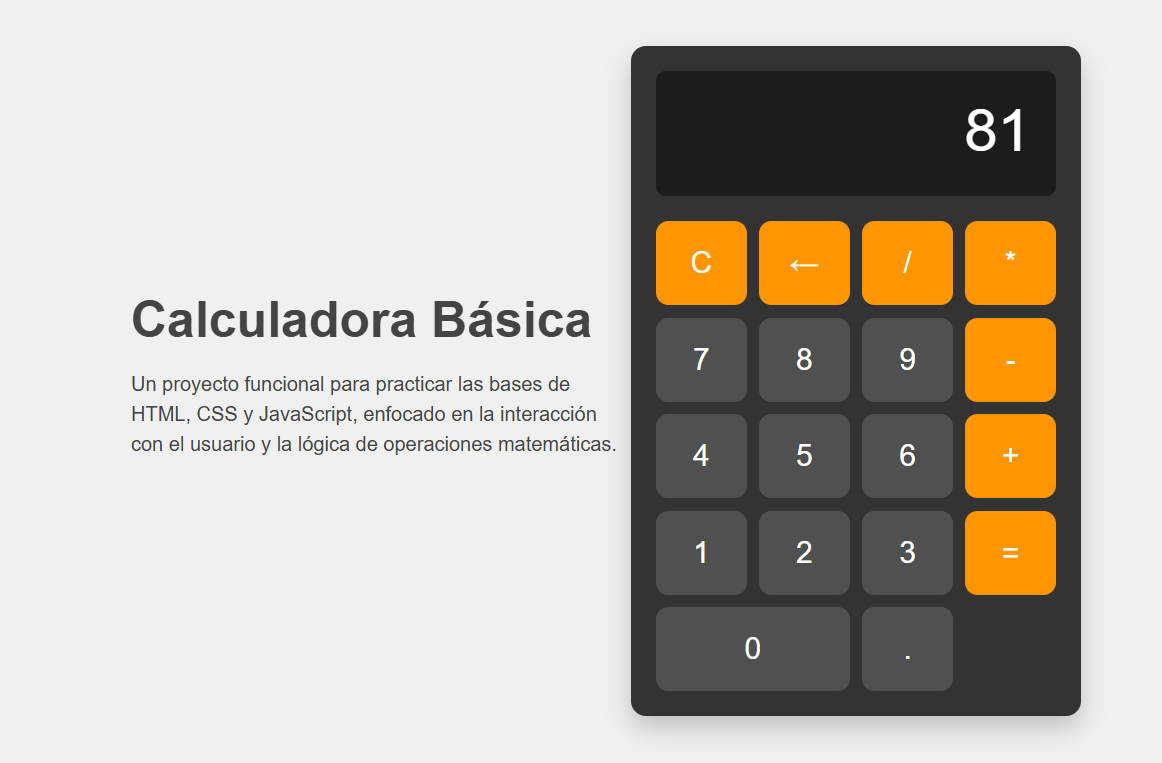 Calculadora Básica
Un proyecto funcional para practicar las bases de
HTML, CSS y JavaScript, enfocado en la interacción
con el usuario y la lógica de operaciones matemáticas.
81
C ← / *
7 8 9 -
4 5 6 +
1 2 3 =
0 .